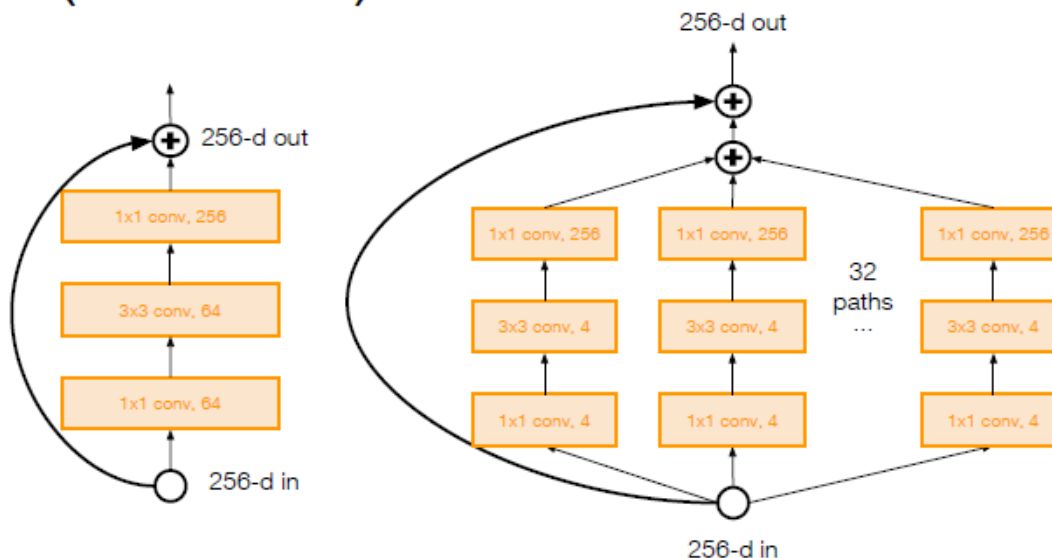 256-d out
1x1 conv, 256
3x3 conv, 64
1x1 conv, 64
256-d in
256-d out
1x1 conv, 256
1x1 conv, 256
1x1 conv, 256
32
paths
...
3x3 conv, 4
3x3 conv, 4
3x3 conv, 4
1x1 conv, 4
1x1 conv, 4
1x1 conv, 4
256-d in